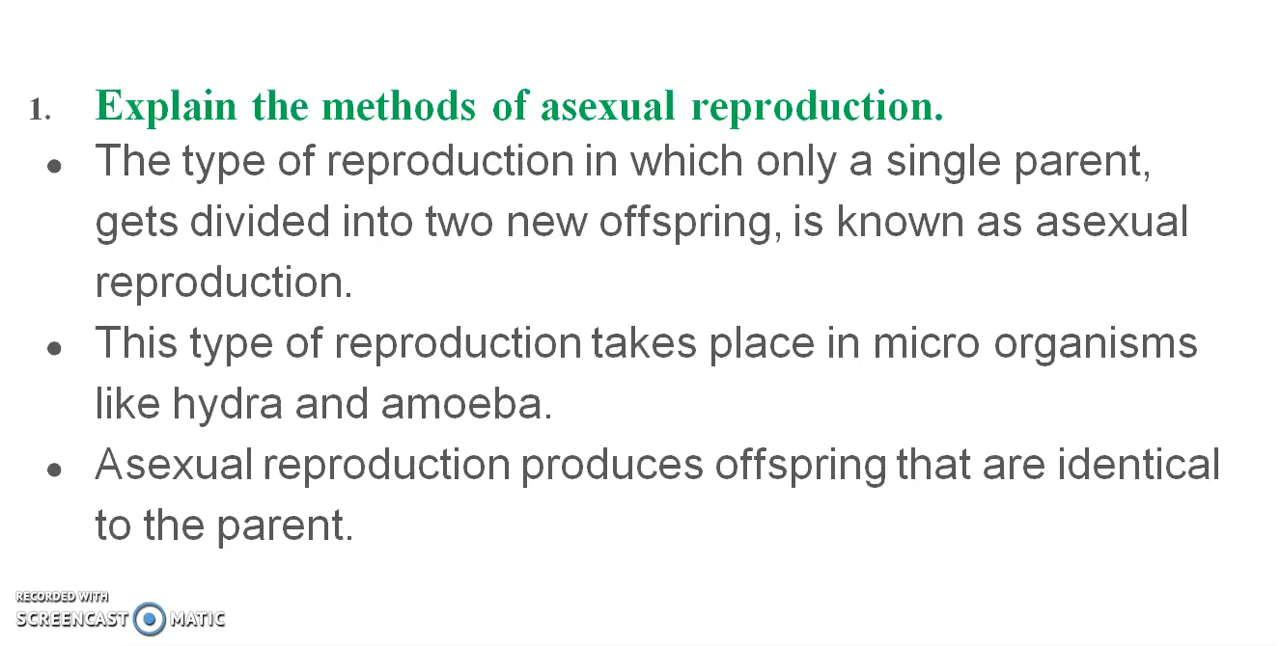 1. Explain the methods of asexual reproduction.
● The type of reproduction in which only a single parent,
gets divided into two new offspring, is known as asexual
reproduction.
● This type of reproduction takes place in micro organisms
like hydra and amoeba.
● Asexual reproduction produces offspring that are identical
to the parent.
RECORDED WITH
SCREENCAST MATIC